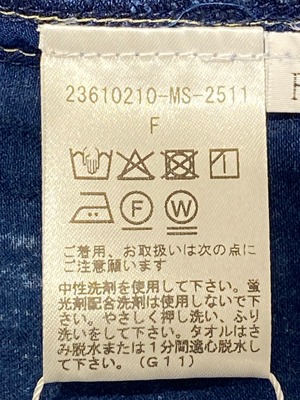 23610210-MS-2511
F
ご着用、お取扱いは次の点に
ご注意願います
中性洗剤を使用して下さい。蛍
光剤配合洗剤は使用しないで下
さい。やさしく押し洗い、ふり
洗いをして下さい。タオルはさ
み脱水または1分間遠心脱水し
て下さい。(G11)